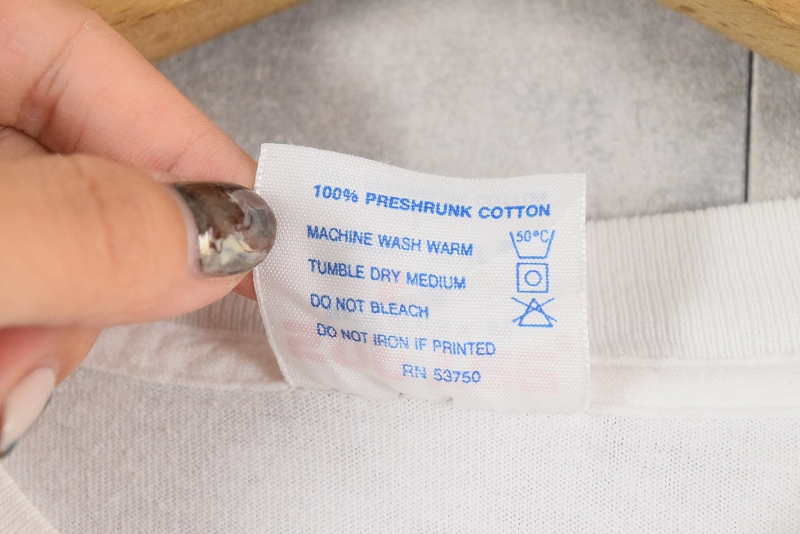 100% PRESHRUNK COTTON
MACHINE WASH WARM
50°C
TUMBLE DRY MEDIUM
DO NOT BLEACH
DO NOT IRON IF PRINTED
RN 53750